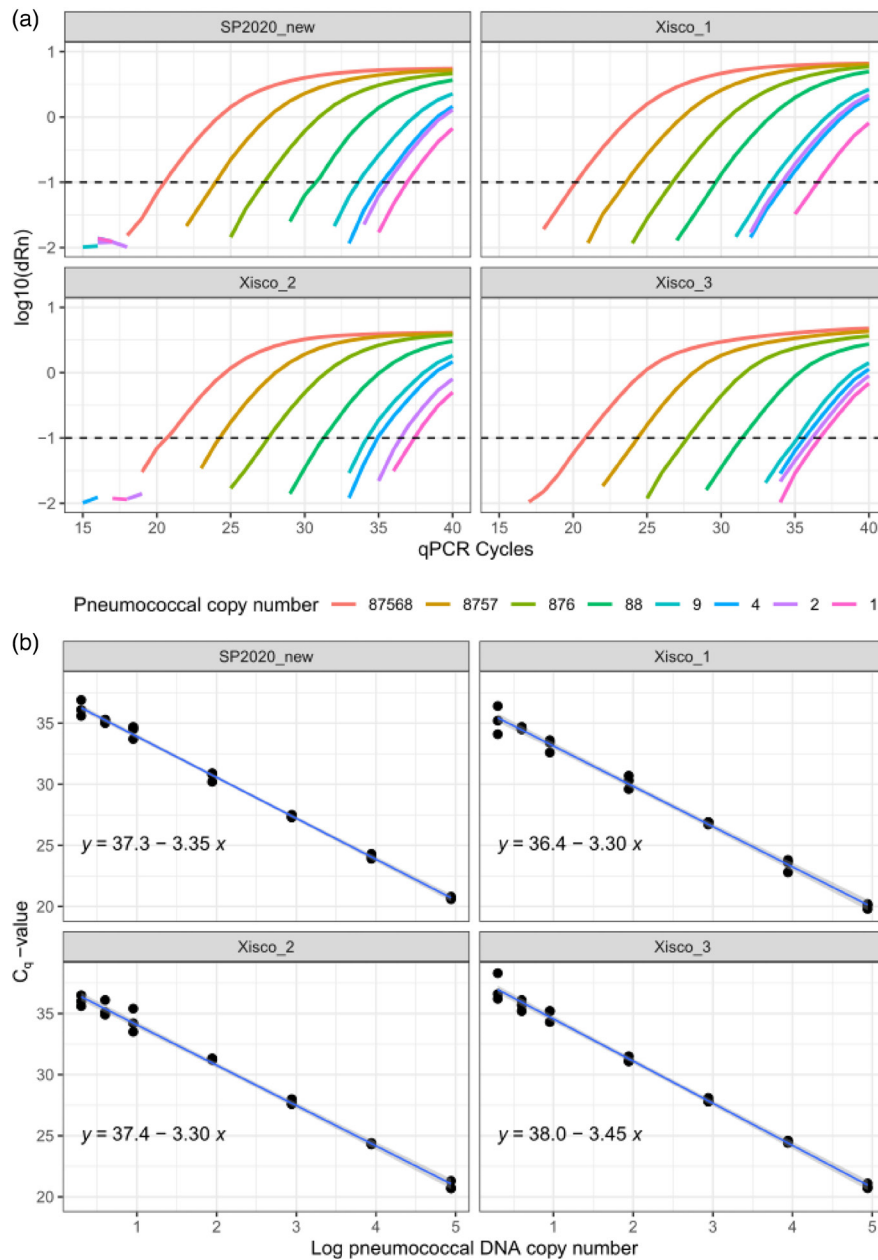 (a)
SP2020_new
Xisco_1
1
0
−1
−2
Xisco_2
Xisco_3
1
0
−1
−2
log10(dRn)
15 20 25 30 35 40 15 20 25 30 35 40
qPCR Cycles
Pneumococcal copy number 87568 8757 876 88 9 4 2 1
(b)
SP2020_new
Xisco_1
35
30
25
20
y = 37.3 − 3.35 x
y = 36.4 − 3.30 x
Xisco_2
Xisco_3
35
30
25
20
y = 37.4 − 3.30 x
y = 38.0 − 3.45 x
Cq −value
1 2 3 4 5 1 2 3 4 5
Log pneumococcal DNA copy number